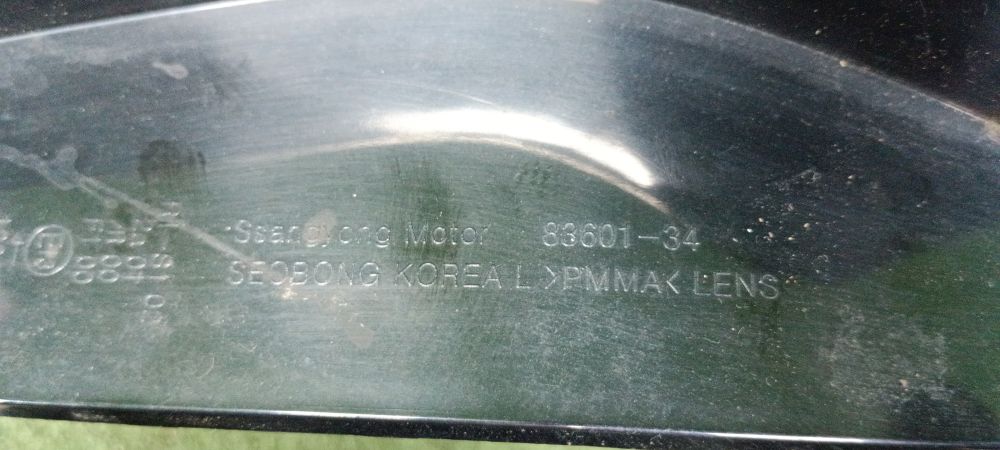 Ssangyong Motor 83601-34
SEOBONG KOREA L >PMMA< LENS